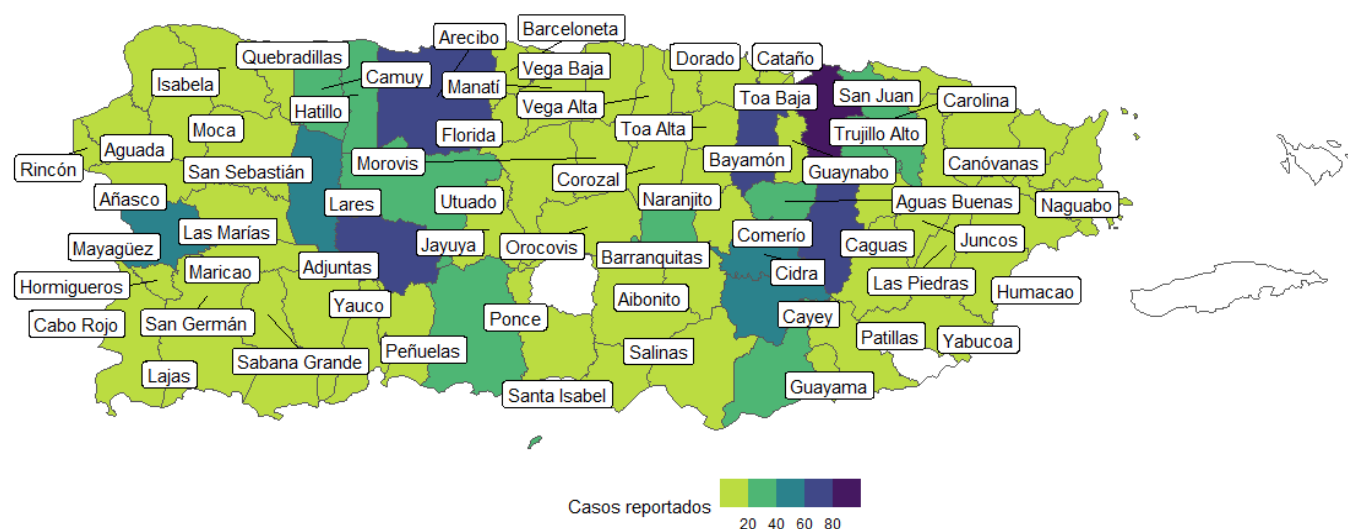 Barceloneta
Arecibo
Quebradillas
Dorado
Cataño
Isabela
Camuy
Vega Baja
Manatí
Toa Baja
San Juan
Carolina
Hatillo
Vega Alta
Moca
Florida
Toa Alta
Trujillo Alto
Aguada
Rincón
Morovis
Bayamón
Canóvanas
San Sebastián
Corozal
Guaynabo
Añasco
Lares
Utuado
Naranjito
Aguas Buenas
Naguabo
Las Marías
Comerío
Mayagüez
Jayuya
Orocovis
Caguas
Juncos
Barranquitas
Maricao
Adjuntas
Cidra
Hormigueros
Las Piedras
Humacao
Aibonito
Yauco
Cabo Rojo
San Germán
Ponce
Cayey
Patillas
Yabucoa
Peñuelas
Salinas
Sabana Grande
Lajas
Santa Isabel
Guayama
Casos reportados
20 40 60 80